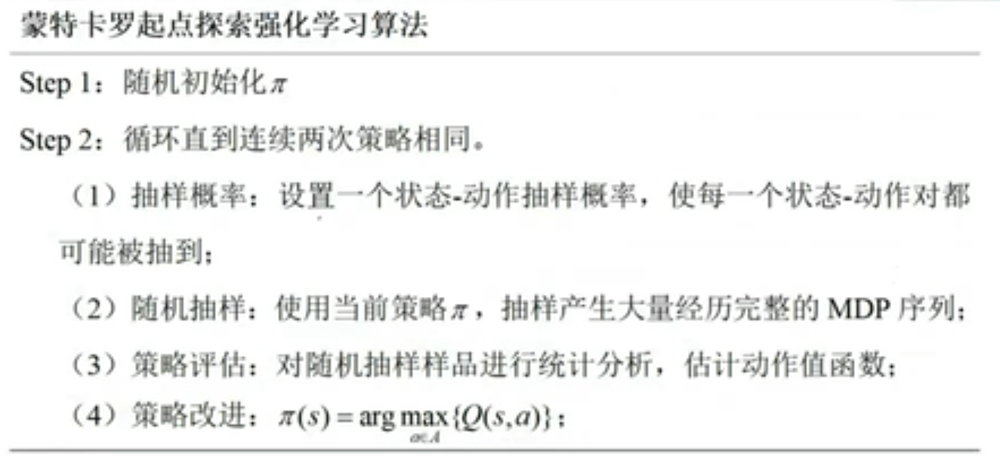 蒙特卡罗起点探索强化学习算法
Step 1：随机初始化π
Step 2：循环直到连续两次策略相同。
（1）抽样概率：设置一个状态-动作抽样概率，使每一个状态-动作对都
可能被抽到；
（2）随机抽样：使用当前策略π，抽样产生大量经历完整的 MDP 序列；
（3）策略评估：对随机抽样样品进行统计分析，估计动作值函数；
（4）策略改进：π(s) = arg max{Q(s,a)}；
a∈A